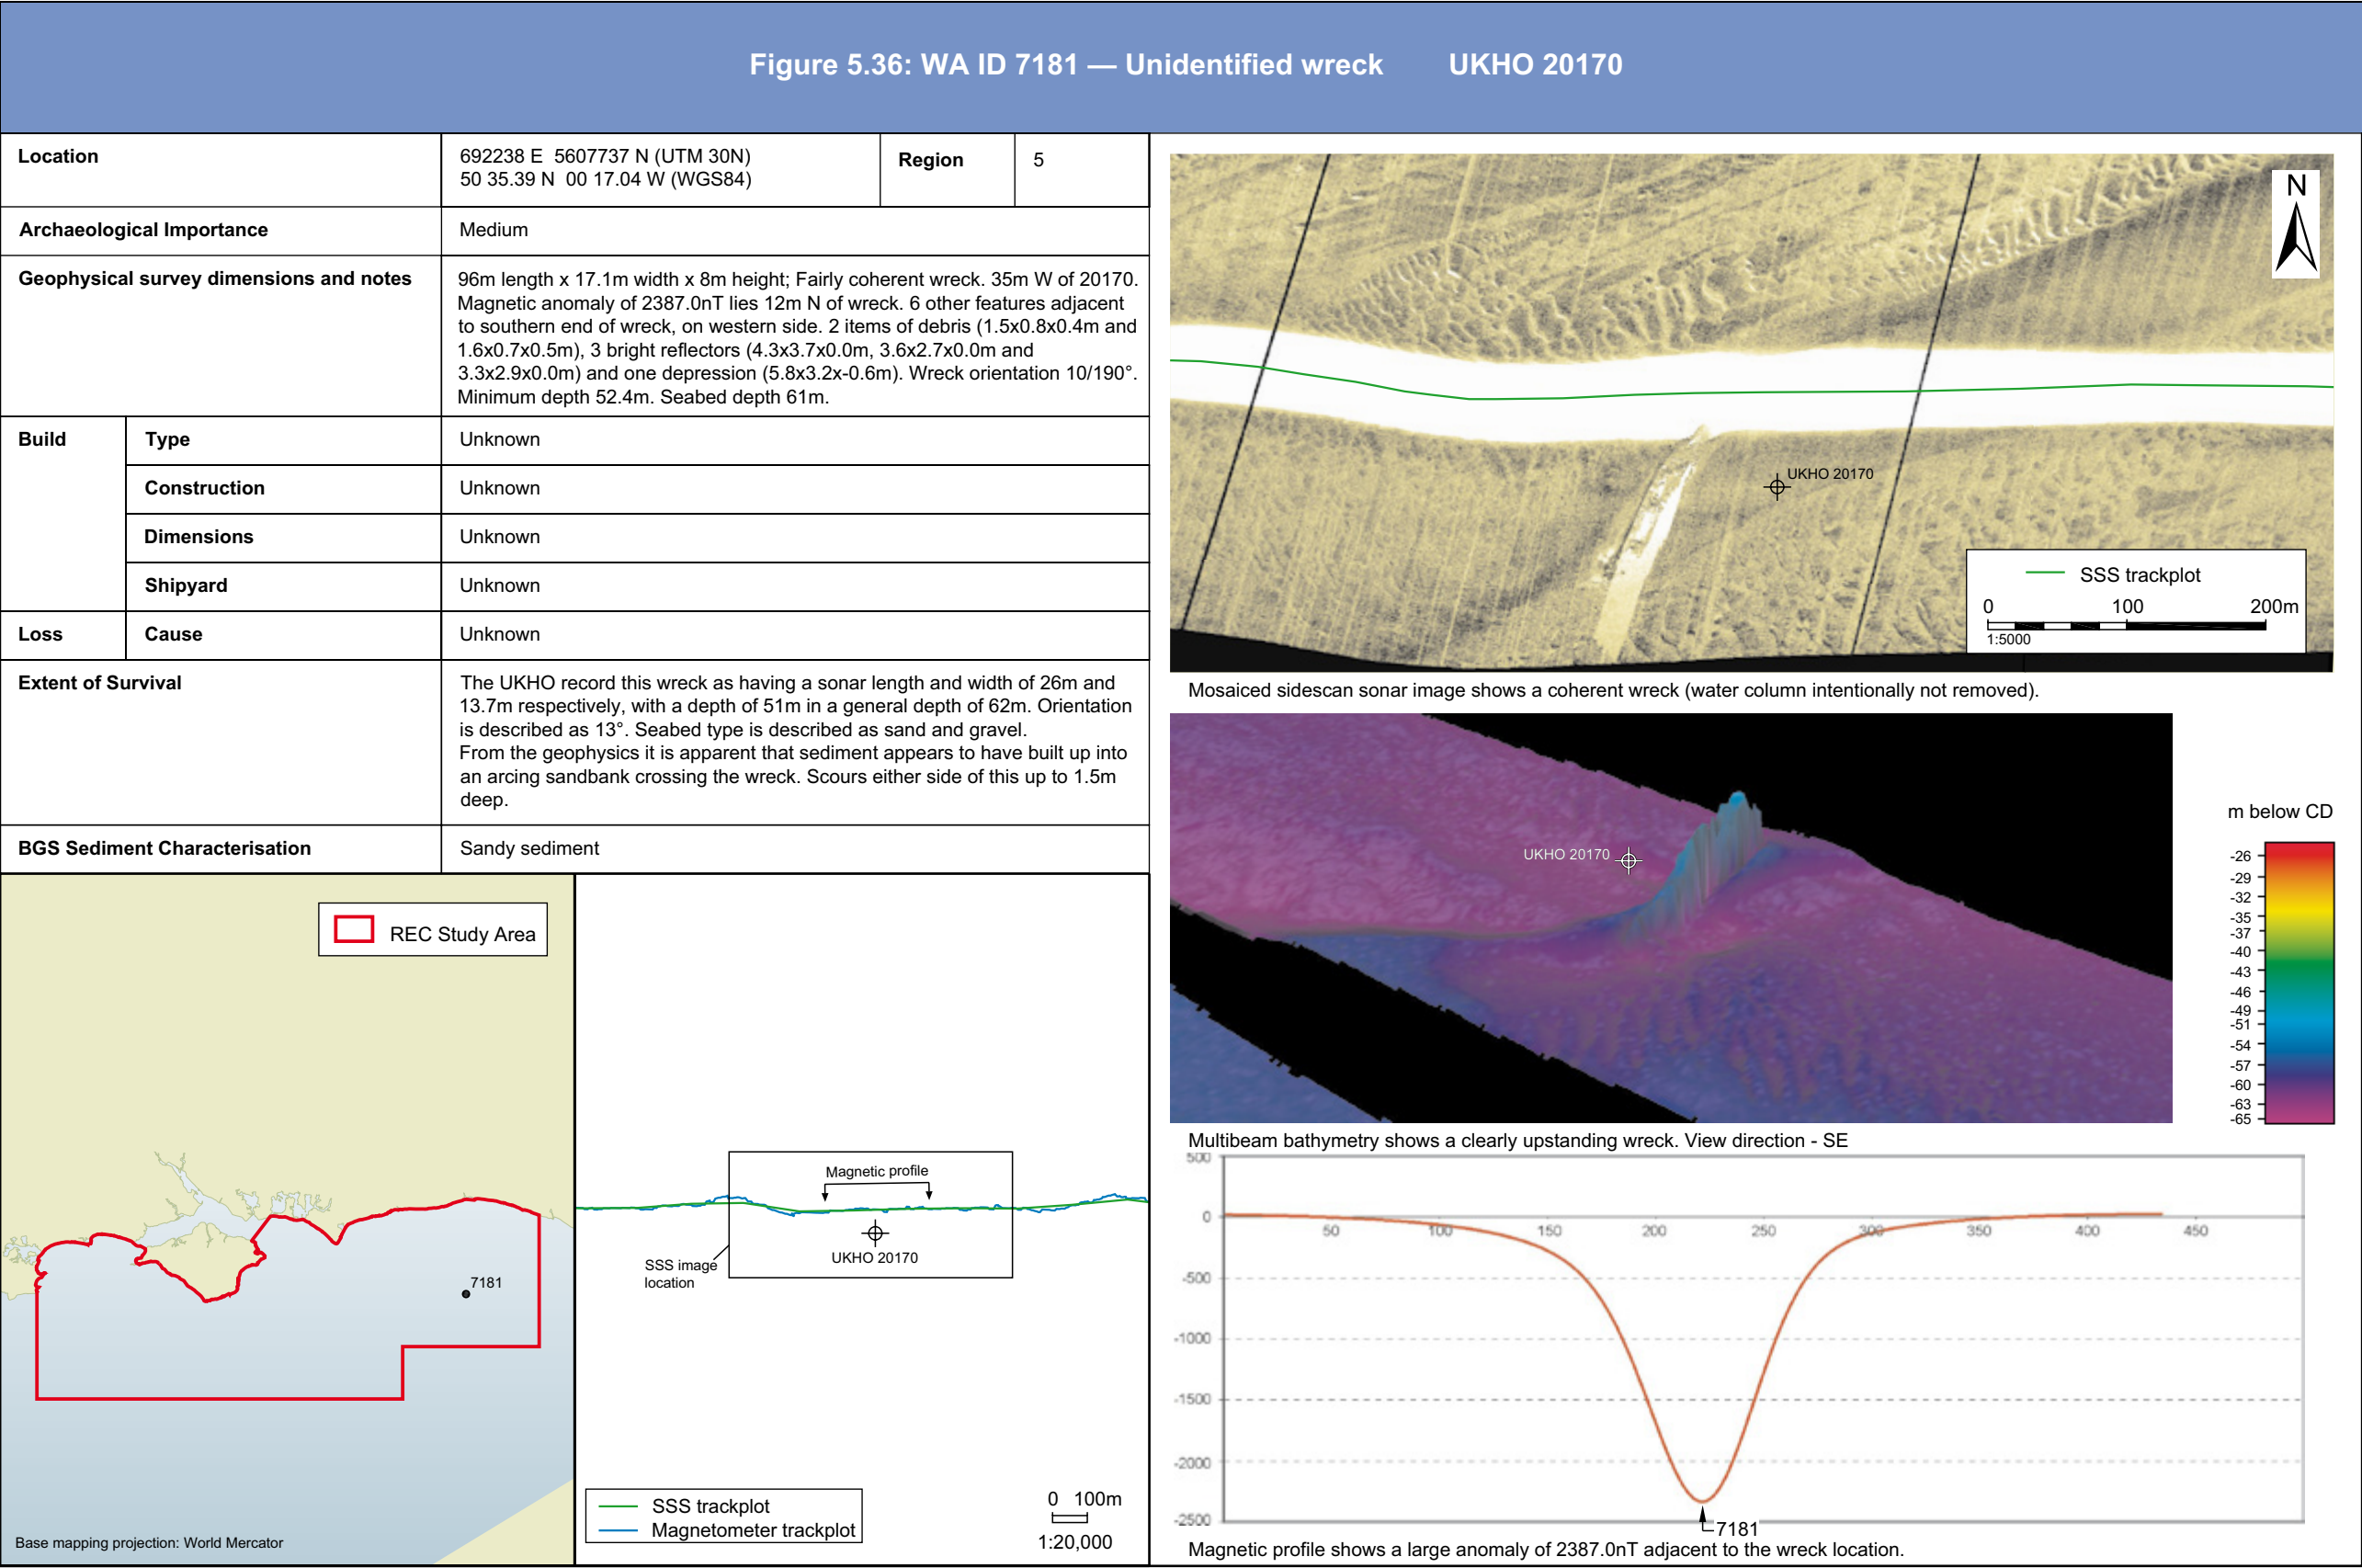 Figure 5.36: WA ID 7181 — Unidentified wreck UKHO 20170
Location
692238 E 5607737 N (UTM 30N)
50 35.39 N 00 17.04 W (WGS84)
Region
5
Archaeological Importance
Medium
Geophysical survey dimensions and notes
96m length x 17.1m width x 8m height; Fairly coherent wreck. 35m W of 20170.
Magnetic anomaly of 2387.0nT lies 12m N of wreck. 6 other features adjacent
to southern end of wreck, on western side. 2 items of debris (1.5x0.8x0.4m and
1.6x0.7x0.5m), 3 bright reflectors (4.3x3.7x0.0m, 3.6x2.7x0.0m and
3.3x2.9x0.0m) and one depression (5.8x3.2x-0.6m). Wreck orientation 10/190°.
Minimum depth 52.4m. Seabed depth 61m.
Build
Type
Unknown
Construction
Unknown
Dimensions
Unknown
Shipyard
Unknown
Loss
Cause
Unknown
Extent of Survival
The UKHO record this wreck as having a sonar length and width of 26m and
13.7m respectively, with a depth of 51m in a general depth of 62m. Orientation
is described as 13°. Seabed type is described as sand and gravel.
From the geophysics it is apparent that sediment appears to have built up into
an arcing sandbank crossing the wreck. Scours either side of this up to 1.5m
deep.
BGS Sediment Characterisation
Sandy sediment
REC Study Area
7181
Base mapping projection: World Mercator
Magnetic profile
UKHO 20170
SSS image
location
SSS trackplot
Magnetometer trackplot
0 100m
1:20,000
N
UKHO 20170
SSS trackplot
0 100 200m
1:5000
Mosaiced sidescan sonar image shows a coherent wreck (water column intentionally not removed).
UKHO 20170
m below CD
-26
-29
-32
-35
-37
-40
-43
-46
-49
-51
-54
-57
-60
-63
-65
Multibeam bathymetry shows a clearly upstanding wreck. View direction - SE
500
0
50 100 150 200 250 300 350 400 450
-500
-1000
-1500
-2000
-2500
7181
Magnetic profile shows a large anomaly of 2387.0nT adjacent to the wreck location.